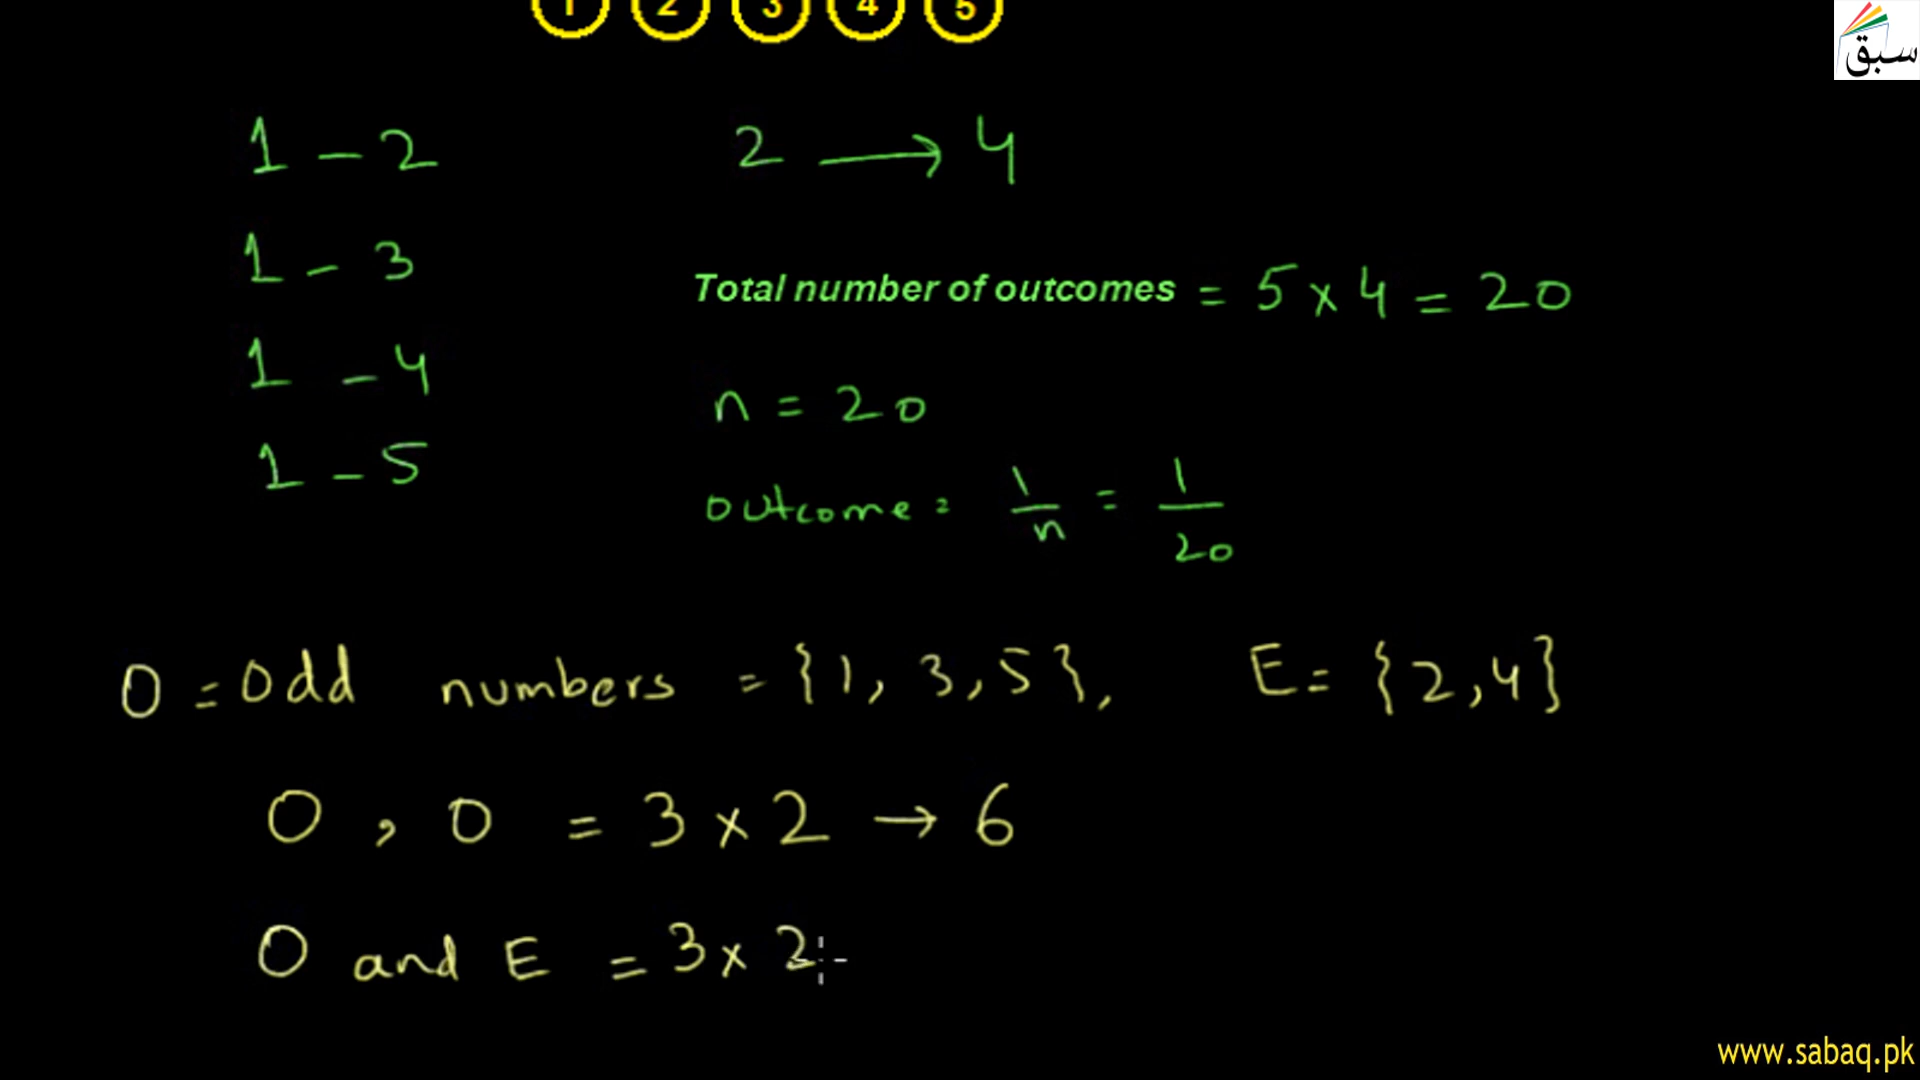 1 2 3 4 5
سبق
1 - 2
2 → 4
1 - 3
Total number of outcomes = 5 x 4 = 20
1 - 4
n = 20
1 - 5
outcome = 1/n = 1/20
O = Odd numbers = {1, 3, 5}, E = {2, 4}
O, O = 3 x 2 → 6
O and E = 3 x 2
www.sabaq.pk